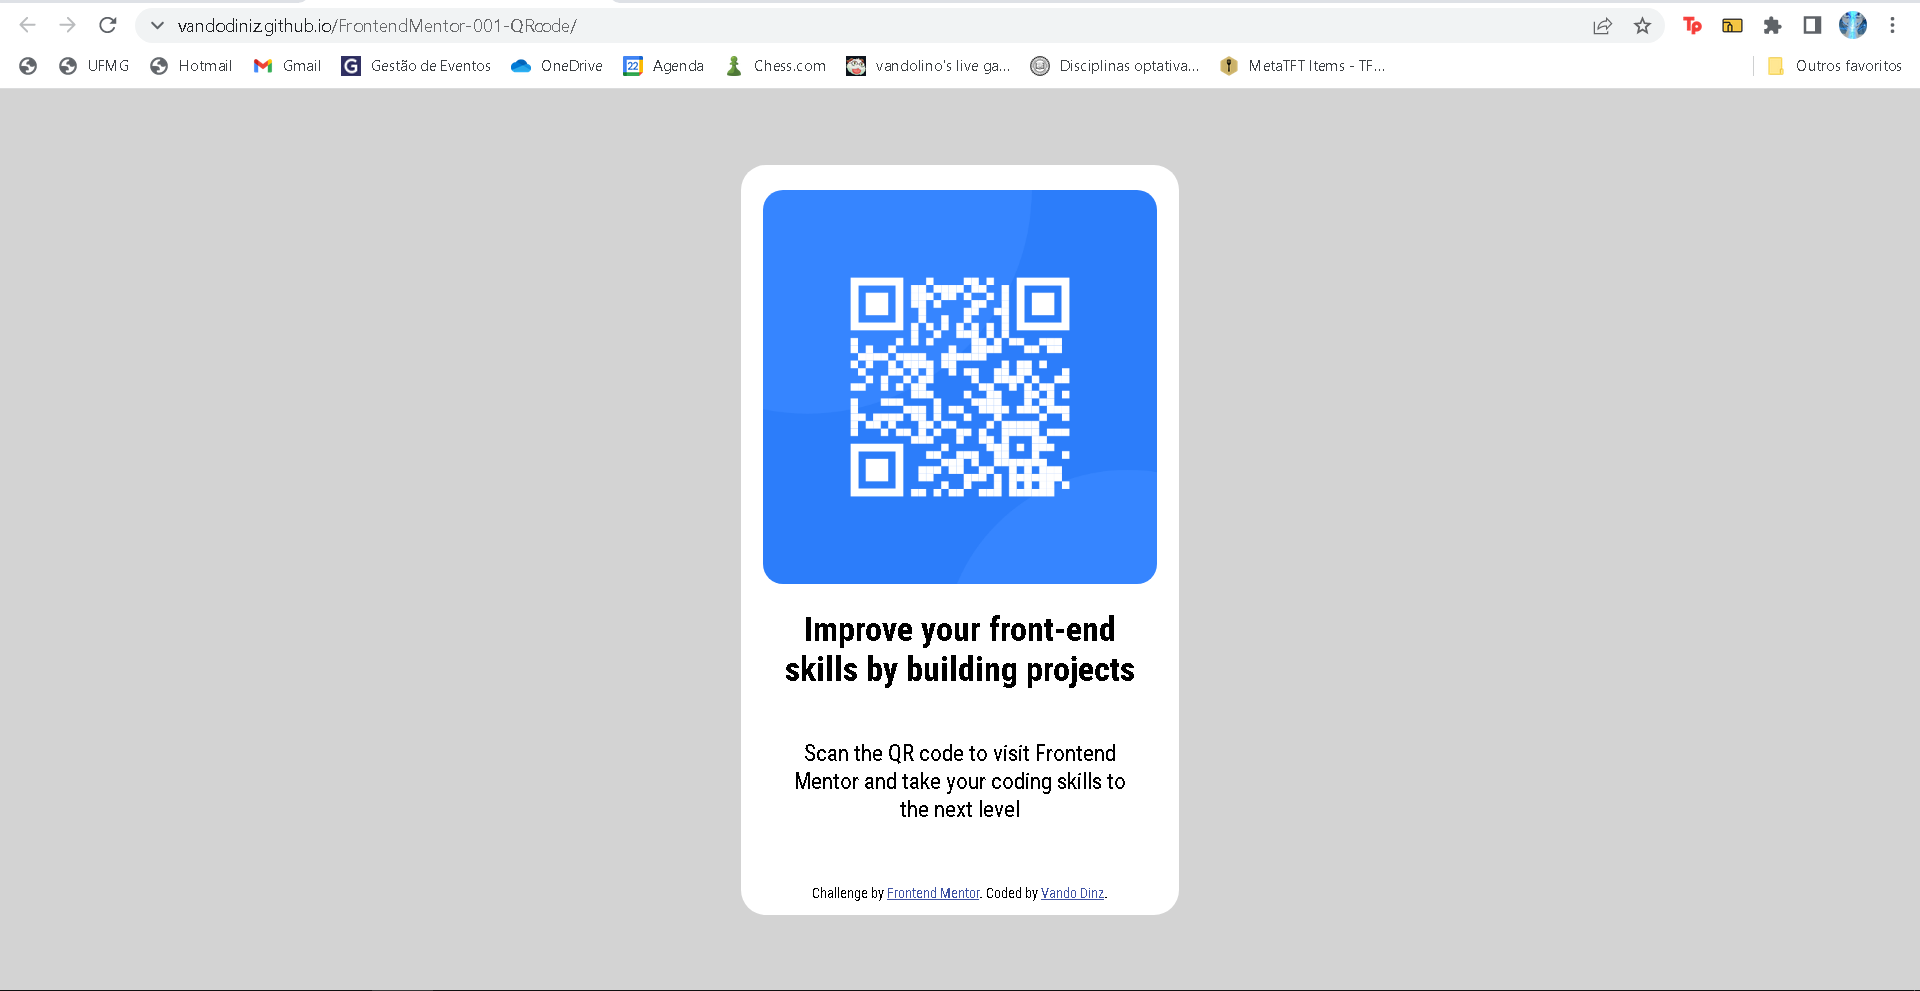 vandodiniz.github.io/FrontendMentor-001-QRcode/
UFMG Hotmail Gmail G Gestão de Eventos OneDrive 22 Agenda Chess.com vandolino's live ga... Disciplinas optativa... MetaTFT Items - TF... Outros favoritos
Improve your front-end
skills by building projects
Scan the QR code to visit Frontend
Mentor and take your coding skills to
the next level
Challenge by Frontend Mentor. Coded by Vando Dinz.